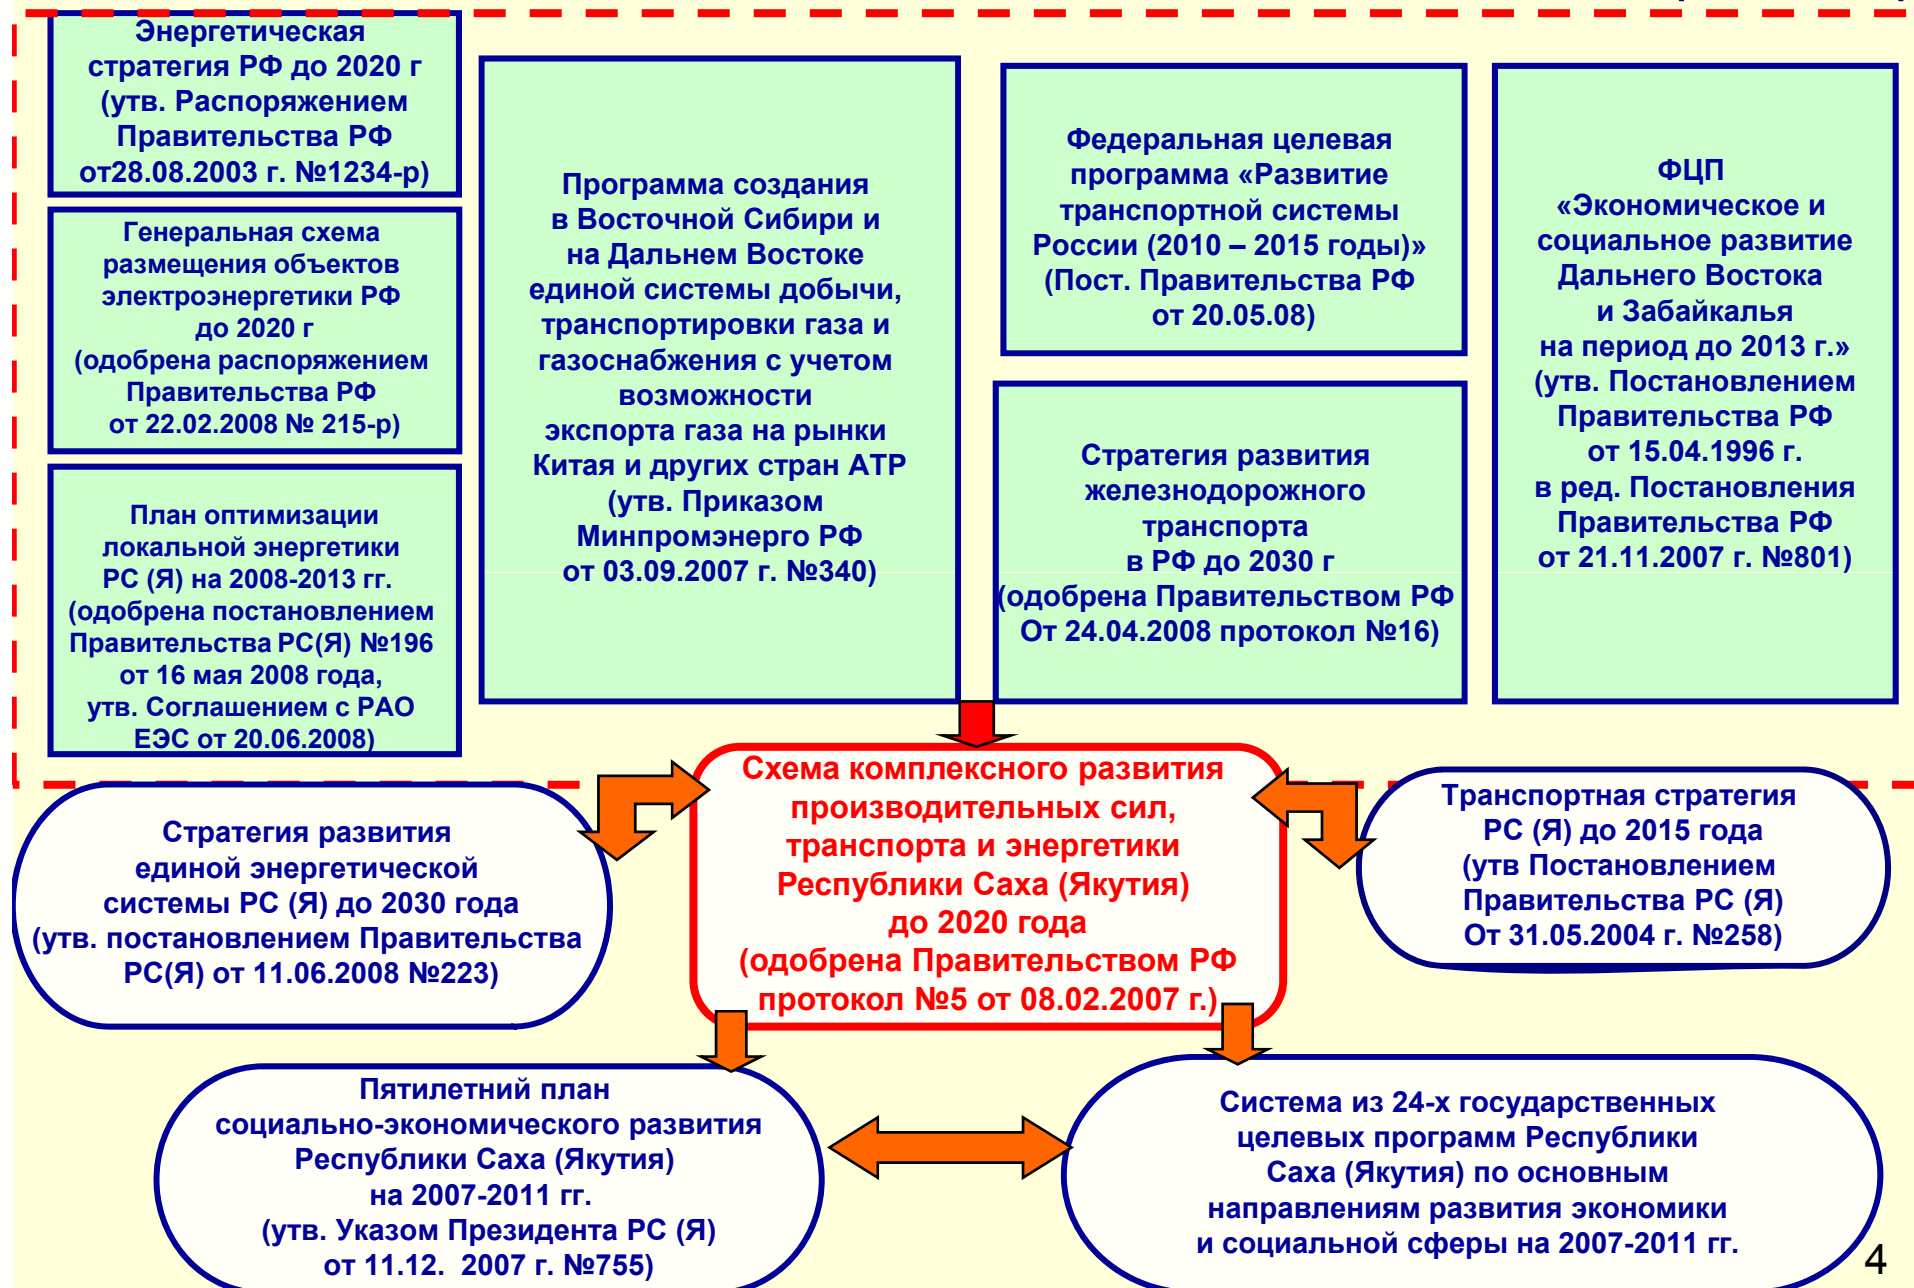 Энергетическая
стратегия РФ до 2020 г
(утв. Распоряжением
Правительства РФ
от28.08.2003 г. №1234-р)
Генеральная схема
размещения объектов
электроэнергетики РФ
до 2020 г
(одобрена распоряжением
Правительства РФ
от 22.02.2008 № 215-р)
План оптимизации
локальной энергетики
РС (Я) на 2008-2013 гг.
(одобрена постановлением
Правительства РС(Я) №196
от 16 мая 2008 года,
утв. Соглашением с РАО
ЕЭС от 20.06.2008)
Программа создания
в Восточной Сибири и
на Дальнем Востоке
единой системы добычи,
транспортировки газа и
газоснабжения с учетом
возможности
экспорта газа на рынки
Китая и других стран АТР
(утв. Приказом
Минпромэнерго РФ
от 03.09.2007 г. №340)
Федеральная целевая
программа «Развитие
транспортной системы
России (2010 – 2015 годы)»
(Пост. Правительства РФ
от 20.05.08)
Стратегия развития
железнодорожного
транспорта
в РФ до 2030 г
(одобрена Правительством РФ
От 24.04.2008 протокол №16)
ФЦП
«Экономическое и
социальное развитие
Дальнего Востока
и Забайкалья
на период до 2013 г.»
(утв. Постановлением
Правительства РФ
от 15.04.1996 г.
в ред. Постановления
Правительства РФ
от 21.11.2007 г. №801)
Схема комплексного развития
производительных сил,
транспорта и энергетики
Республики Саха (Якутия)
до 2020 года
(одобрена Правительством РФ
протокол №5 от 08.02.2007 г.)
Стратегия развития
единой энергетической
системы РС (Я) до 2030 года
(утв. постановлением Правительства
РС(Я) от 11.06.2008 №223)
Транспортная стратегия
РС (Я) до 2015 года
(утв Постановлением
Правительства РС (Я)
От 31.05.2004 г. №258)
Пятилетний план
социально-экономического развития
Республики Саха (Якутия)
на 2007-2011 гг.
(утв. Указом Президента РС (Я)
от 11.12. 2007 г. №755)
Система из 24-х государственных
целевых программ Республики
Саха (Якутия) по основным
направлениям развития экономики
и социальной сферы на 2007-2011 гг.
4